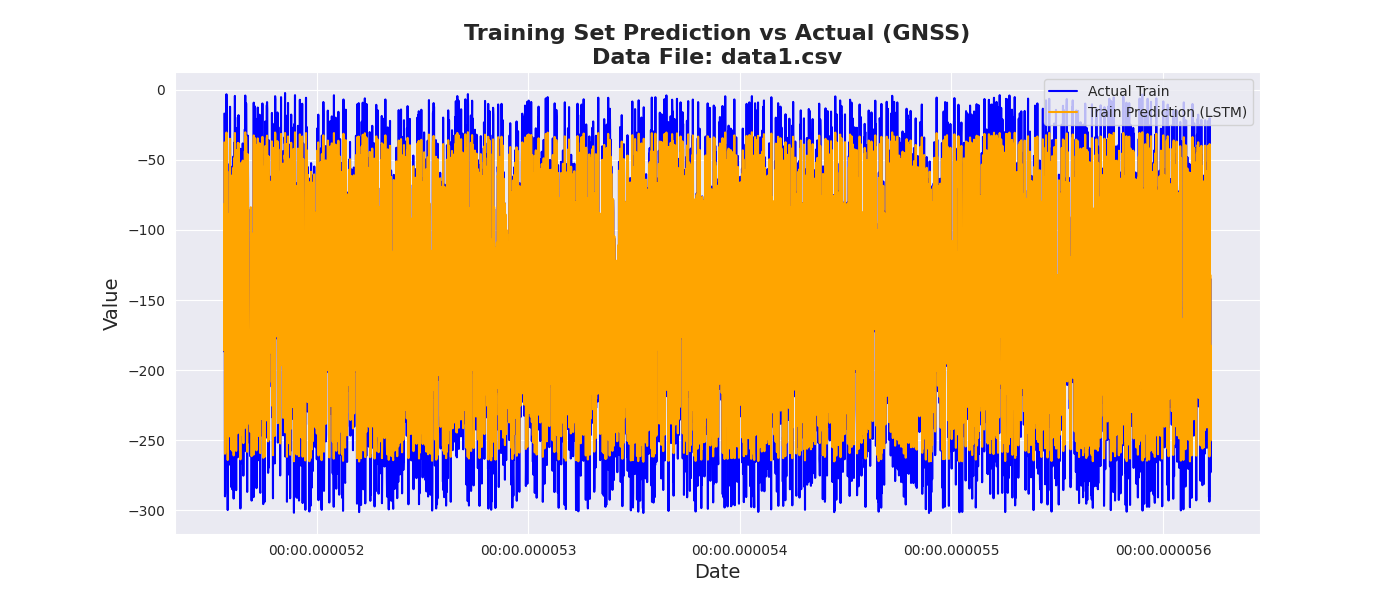 Training Set Prediction vs Actual (GNSS)
Data File: data1.csv
Actual Train
Train Prediction (LSTM)
Value
0
−50
−100
−150
−200
−250
−300
00:00.000052
00:00.000053
00:00.000054
00:00.000055
00:00.000056
Date